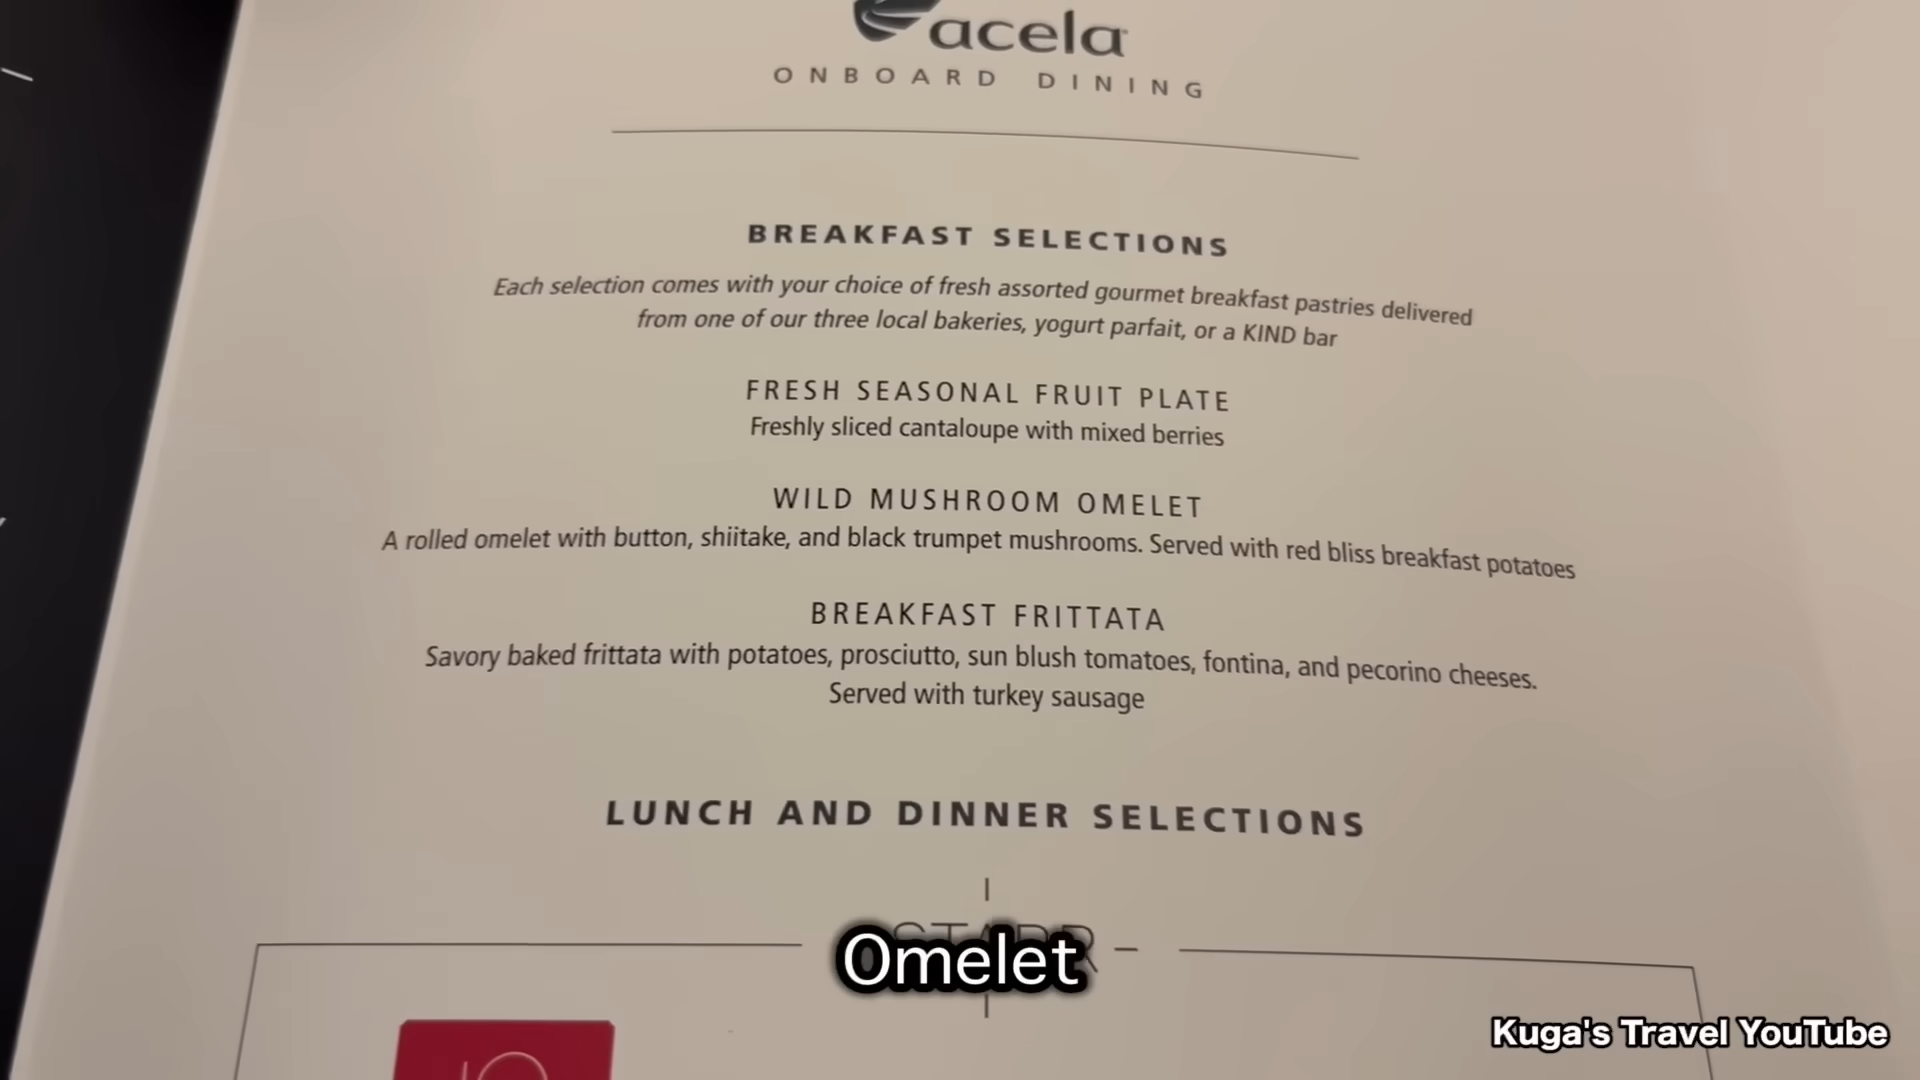 acela
ONBOARD DINING
BREAKFAST SELECTIONS
Each selection comes with your choice of fresh assorted gourmet breakfast pastries delivered
from one of our three local bakeries, yogurt parfait, or a KIND bar
FRESH SEASONAL FRUIT PLATE
Freshly sliced cantaloupe with mixed berries
WILD MUSHROOM OMELET
A rolled omelet with button, shiitake, and black trumpet mushrooms. Served with red bliss breakfast potatoes
BREAKFAST FRITTATA
Savory baked frittata with potatoes, prosciutto, sun blush tomatoes, fontina, and pecorino cheeses.
Served with turkey sausage
LUNCH AND DINNER SELECTIONS
Omelet
Kuga's Travel YouTube